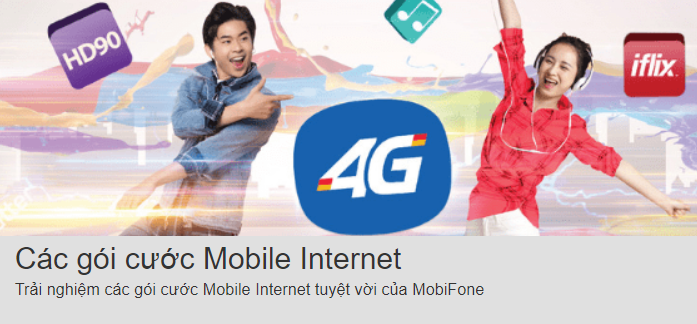 HD90
iflix
4G
Các gói cước Mobile Internet
Trải nghiệm các gói cước Mobile Internet tuyệt vời của MobiFone